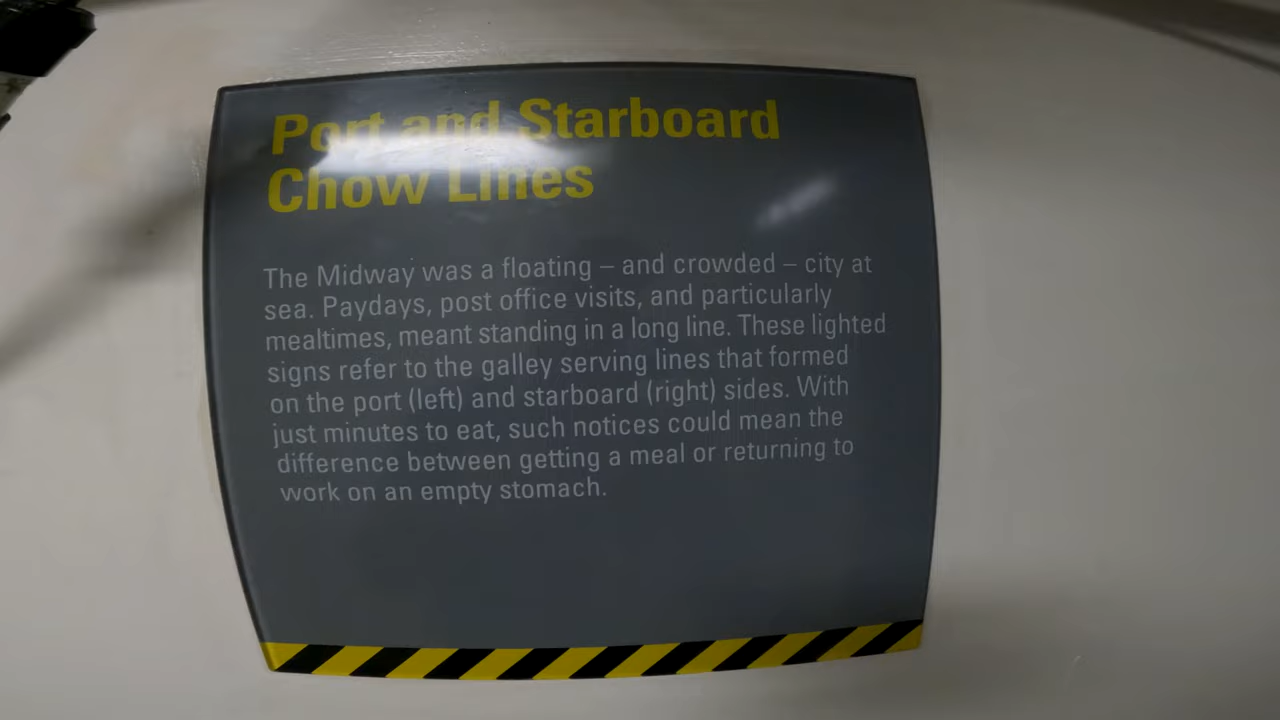 Port and Starboard
Chow Lines
The Midway was a floating – and crowded – city at
sea. Paydays, post office visits, and particularly
mealtimes, meant standing in a long line. These lighted
signs refer to the galley serving lines that formed
on the port (left) and starboard (right) sides. With
just minutes to eat, such notices could mean the
difference between getting a meal or returning to
work on an empty stomach.